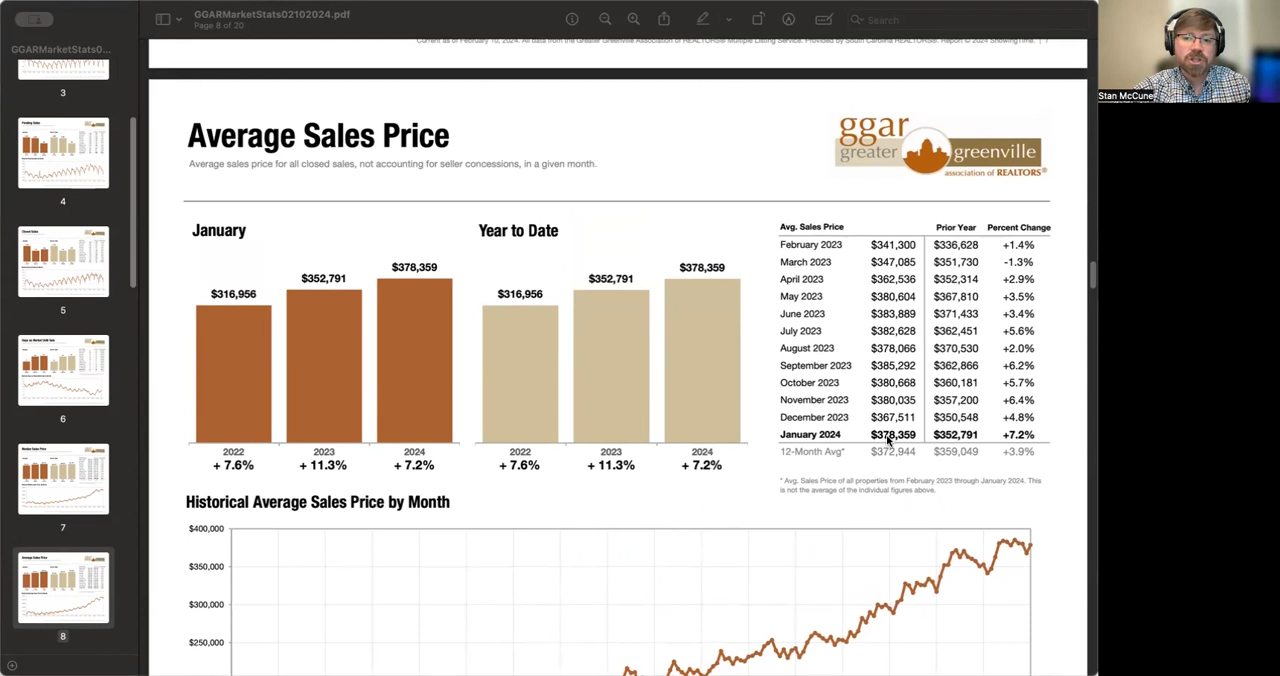 GGARMarketStats02102024.pdf
Page 8 of 20
Search
GGARMarketStats0...
3
4
5
6
7
8
Current as of February 10, 2024. All data from the Greater Greenville Association of REALTORS® Multiple Listing Service. Provided by South Carolina REALTORS®. Report © 2024 ShowingTime. | 7
Average Sales Price
Average sales price for all closed sales, not accounting for seller concessions, in a given month.
ggar
greater greenville
association of REALTORS®
January
$316,956 $352,791 $378,359
2022 2023 2024
+ 7.6% + 11.3% + 7.2%
Year to Date
$316,956 $352,791 $378,359
2022 2023 2024
+ 7.6% + 11.3% + 7.2%
Avg. Sales Price Prior Year Percent Change
February 2023 $341,300 $336,628 +1.4%
March 2023 $347,085 $351,730 -1.3%
April 2023 $362,536 $352,314 +2.9%
May 2023 $380,604 $367,810 +3.5%
June 2023 $383,889 $371,433 +3.4%
July 2023 $382,628 $362,451 +5.6%
August 2023 $378,066 $370,530 +2.0%
September 2023 $385,292 $362,866 +6.2%
October 2023 $380,668 $360,181 +5.7%
November 2023 $380,035 $357,200 +6.4%
December 2023 $367,511 $350,548 +4.8%
January 2024 $378,359 $352,791 +7.2%
12-Month Avg* $372,944 $359,049 +3.9%
* Avg. Sales Price of all properties from February 2023 through January 2024. This
is not the average of the individual figures above.
Historical Average Sales Price by Month
$400,000
$350,000
$300,000
$250,000
Stan McCune